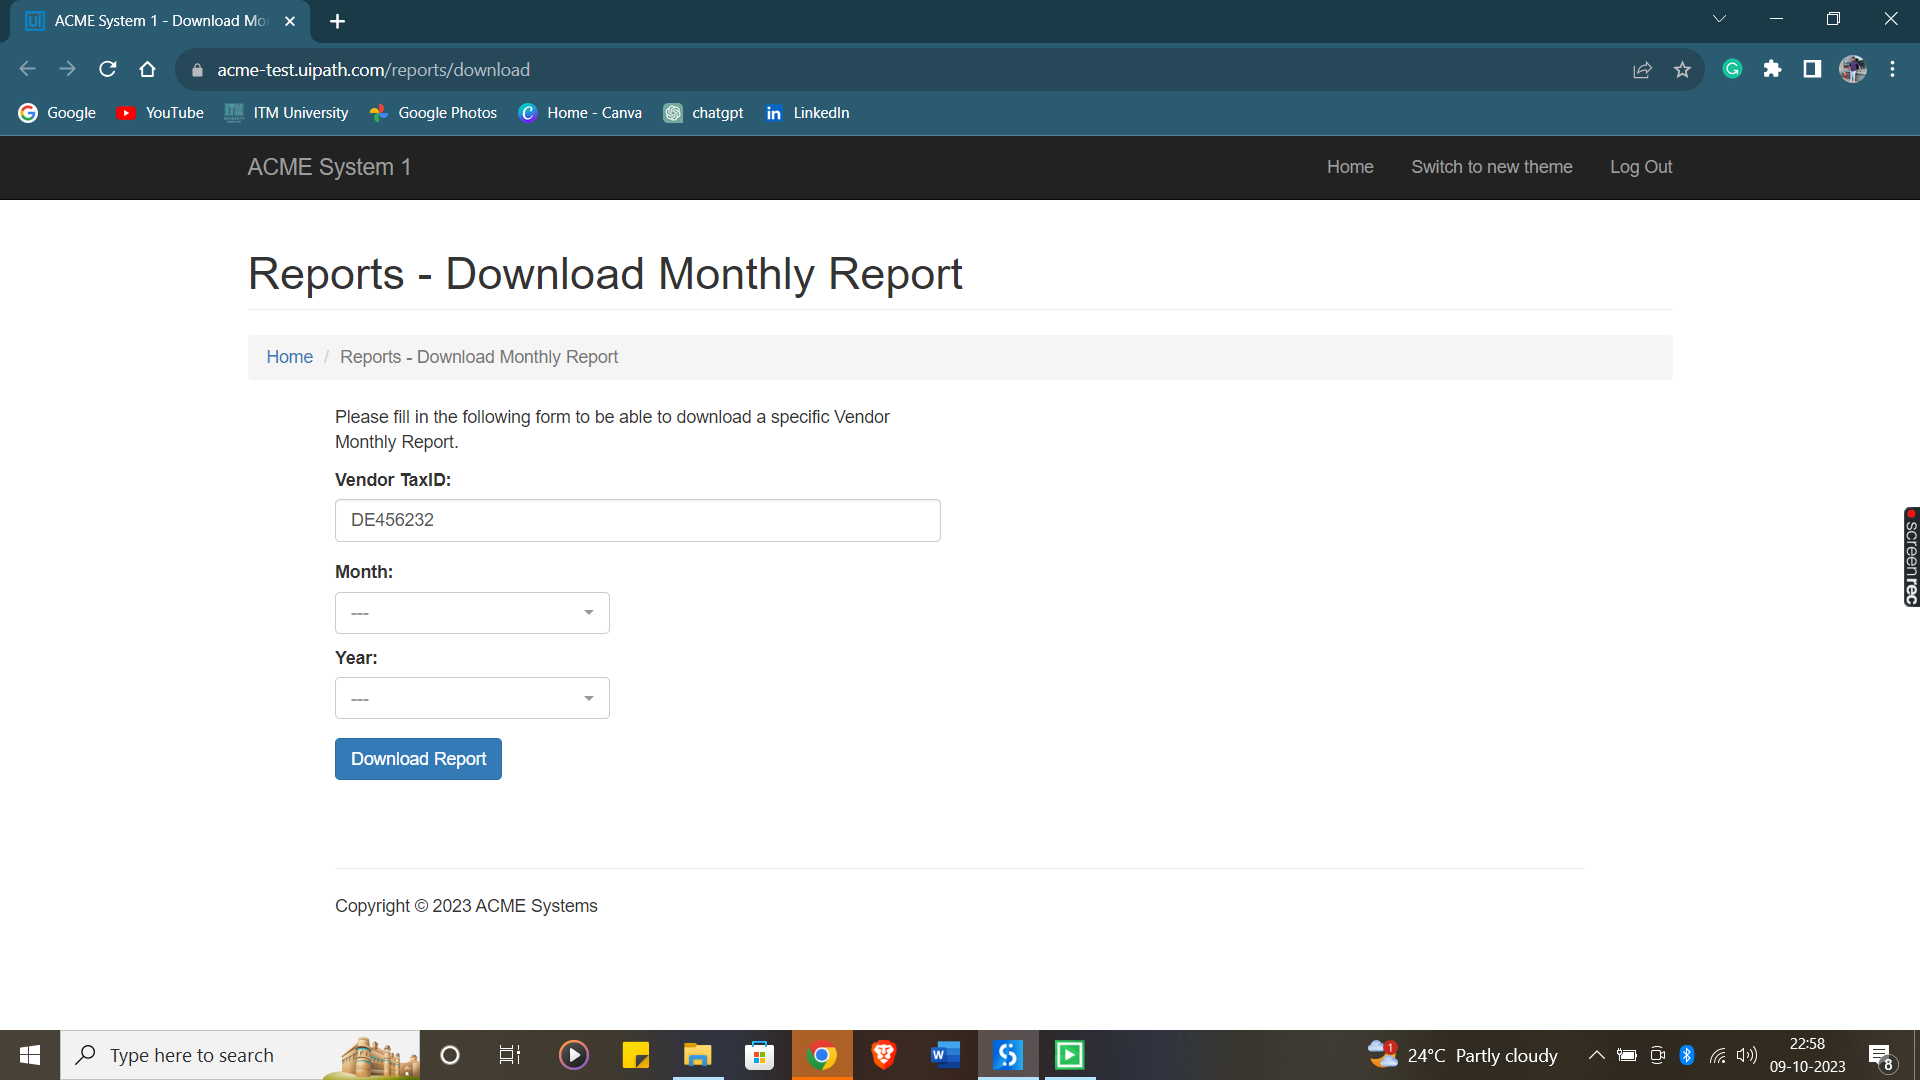 ACME System 1 - Download Mo
acme-test.uipath.com/reports/download
Google YouTube ITM University Google Photos Home - Canva chatgpt LinkedIn
ACME System 1 Home Switch to new theme Log Out
Reports - Download Monthly Report
Home / Reports - Download Monthly Report
Please fill in the following form to be able to download a specific Vendor
Monthly Report.
Vendor TaxID:
DE456232
Month:
---
Year:
---
Download Report
Copyright © 2023 ACME Systems
screenrec
Type here to search
1
24°C Partly cloudy
22:58
09-10-2023
8